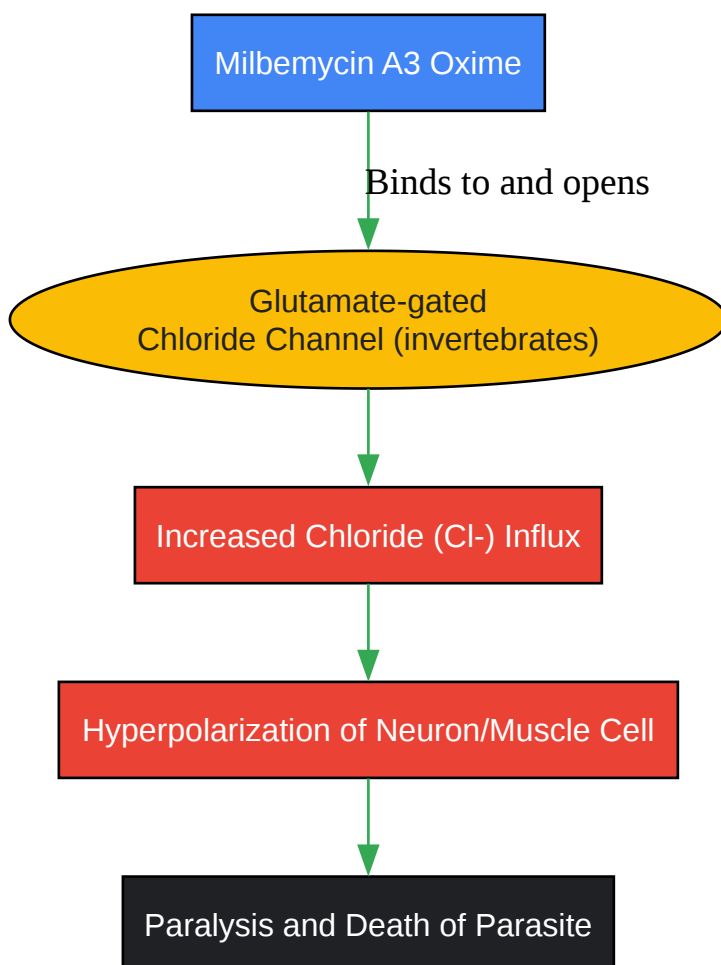 Milbemycin A3 Oxime
Binds to and opens
Glutamate-gated
Chloride Channel (invertebrates)
Increased Chloride (Cl-) Influx
Hyperpolarization of Neuron/Muscle Cell
Paralysis and Death of Parasite